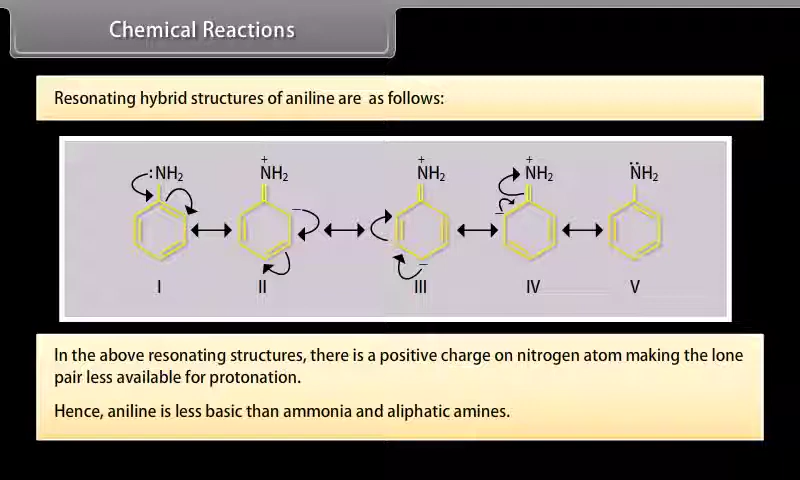 Chemical Reactions
Resonating hybrid structures of aniline are as follows:
:NH₂ + NH₂ + NH₂ + NH₂ ..NH₂
− − −
I II III IV V
In the above resonating structures, there is a positive charge on nitrogen atom making the lone
pair less available for protonation.
Hence, aniline is less basic than ammonia and aliphatic amines.